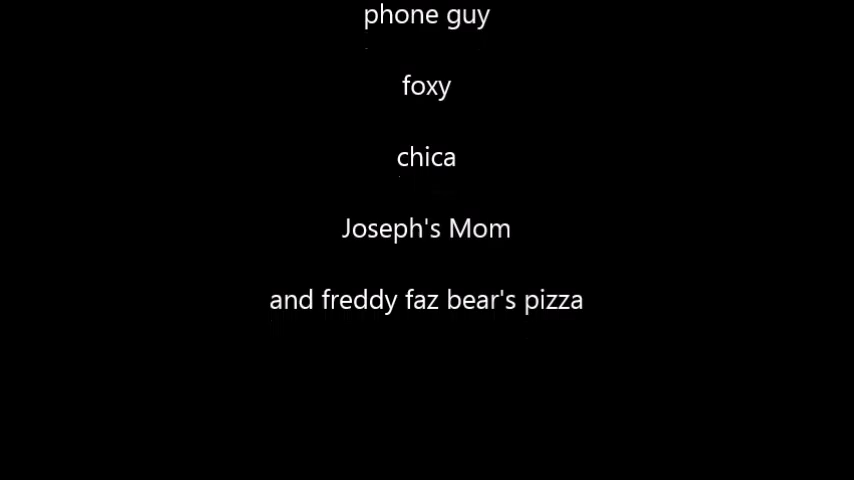 phone guy
foxy
chica
Joseph's Mom
and freddy faz bear's pizza